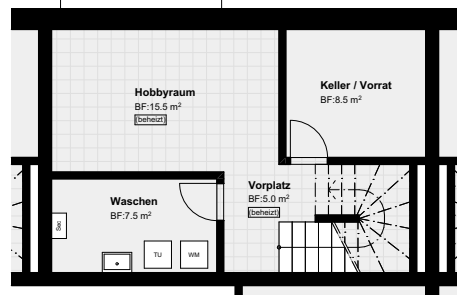 Hobbyraum
BF:15.5 m²
(beheizt)
Keller / Vorrat
BF:8.5 m²
Waschen
BF:7.5 m²
Vorplatz
BF:5.0 m²
(beheizt)
TU
WM